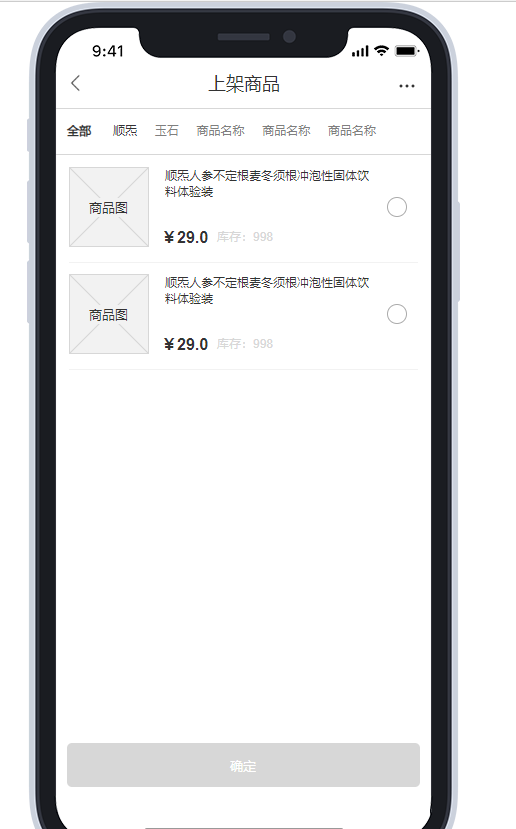 9:41
上架商品
全部 顺炁 玉石 商品名称 商品名称 商品名称
商品图
顺炁人参不定根麦冬须根冲泡性固体饮
料体验装
￥29.0 库存：998
商品图
顺炁人参不定根麦冬须根冲泡性固体饮
料体验装
￥29.0 库存：998
确定